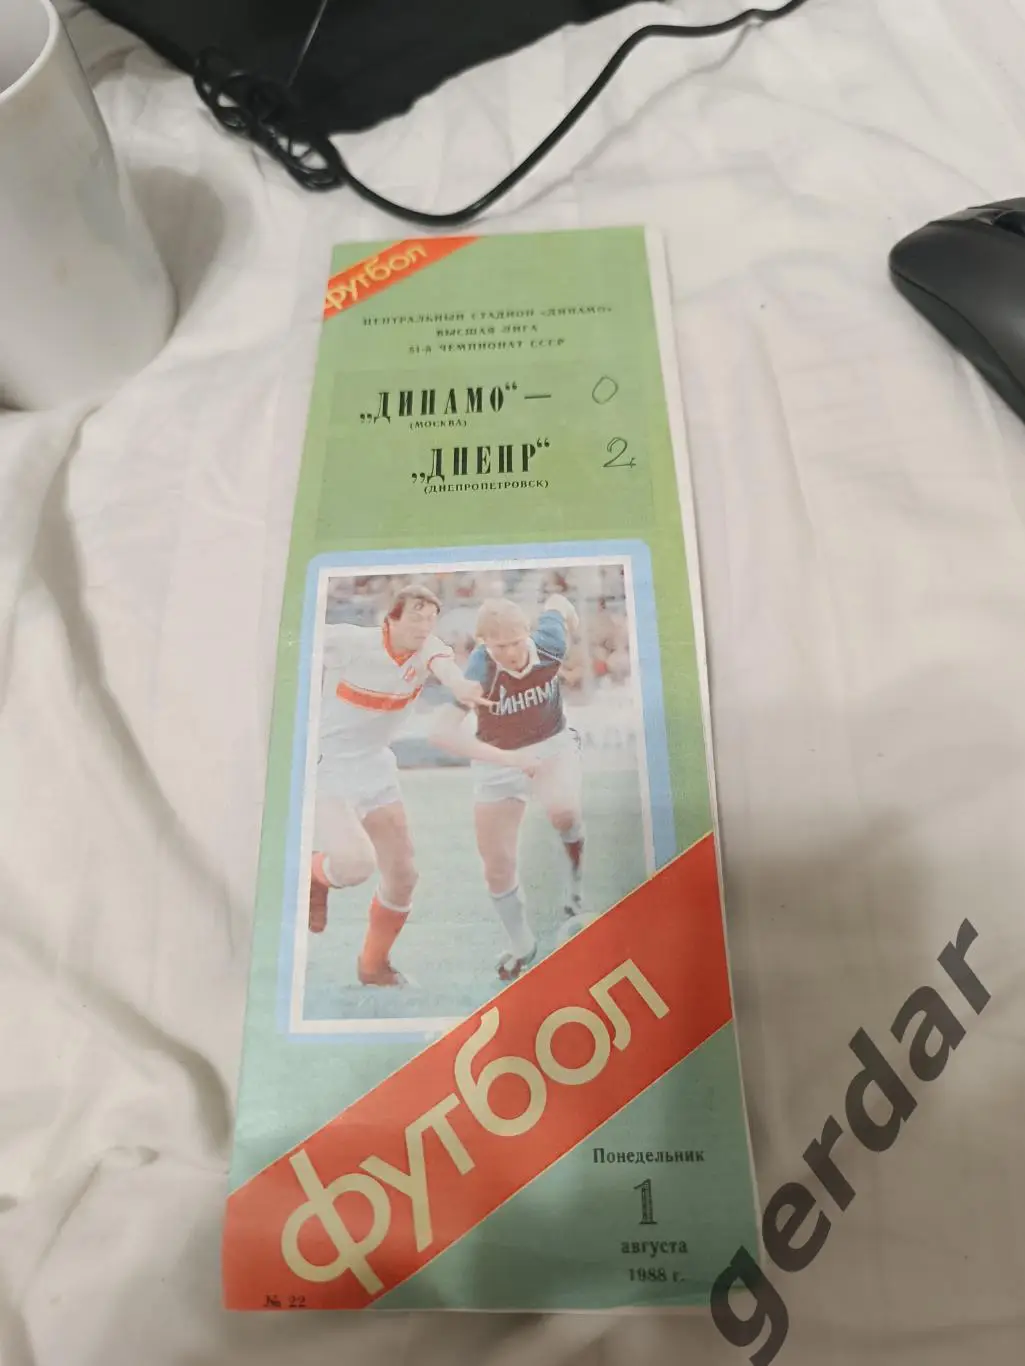 футбол
ЦЕНТРАЛЬНЫЙ СТАДИОН «ДИНАМО»
ВЫСШАЯ ЛИГА
51-й ЧЕМПИОНАТ СССР
„ДИНАМО“ — 0
(МОСКВА)
„ДНЕПР“ 2
(ДНЕПРОПЕТРОВСК)
ДИНАМО
футбол
Понедельник
1
августа
1988 г.
№ 22
gerdar